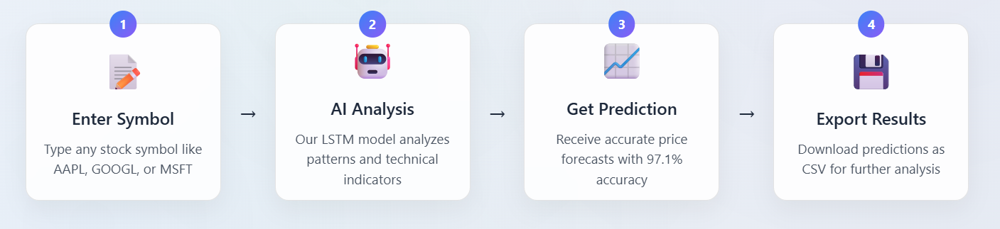 1
Enter Symbol
Type any stock symbol like
AAPL, GOOGL, or MSFT
→
2
AI Analysis
Our LSTM model analyzes
patterns and technical
indicators
→
3
Get Prediction
Receive accurate price
forecasts with 97.1%
accuracy
→
4
Export Results
Download predictions as
CSV for further analysis